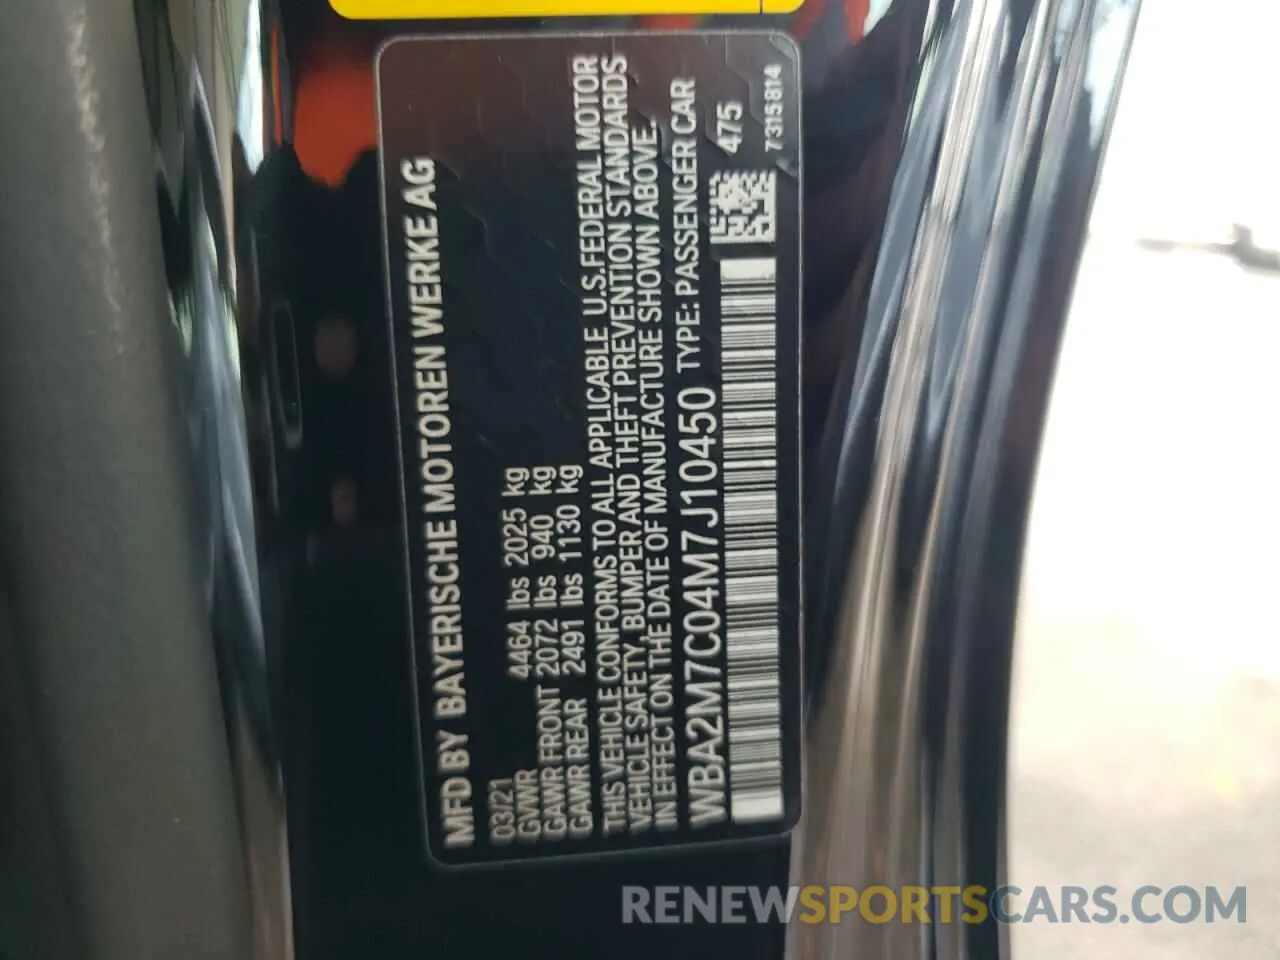 MFD BY BAYERISCHE MOTOREN WERKE AG
03/21
GVWR 4464 lbs 2025 kg
GAWR FRONT 2072 lbs 940 kg
GAWR REAR 2491 lbs 1130 kg
THIS VEHICLE CONFORMS TO ALL APPLICABLE U.S.FEDERAL MOTOR
VEHICLE SAFETY, BUMPER AND THEFT PREVENTION STANDARDS
IN EFFECT ON THE DATE OF MANUFACTURE SHOWN ABOVE.
WBA2M7C04M7J10450 TYPE: PASSENGER CAR
475
7315814
RENEWSPORTSCARS.COM